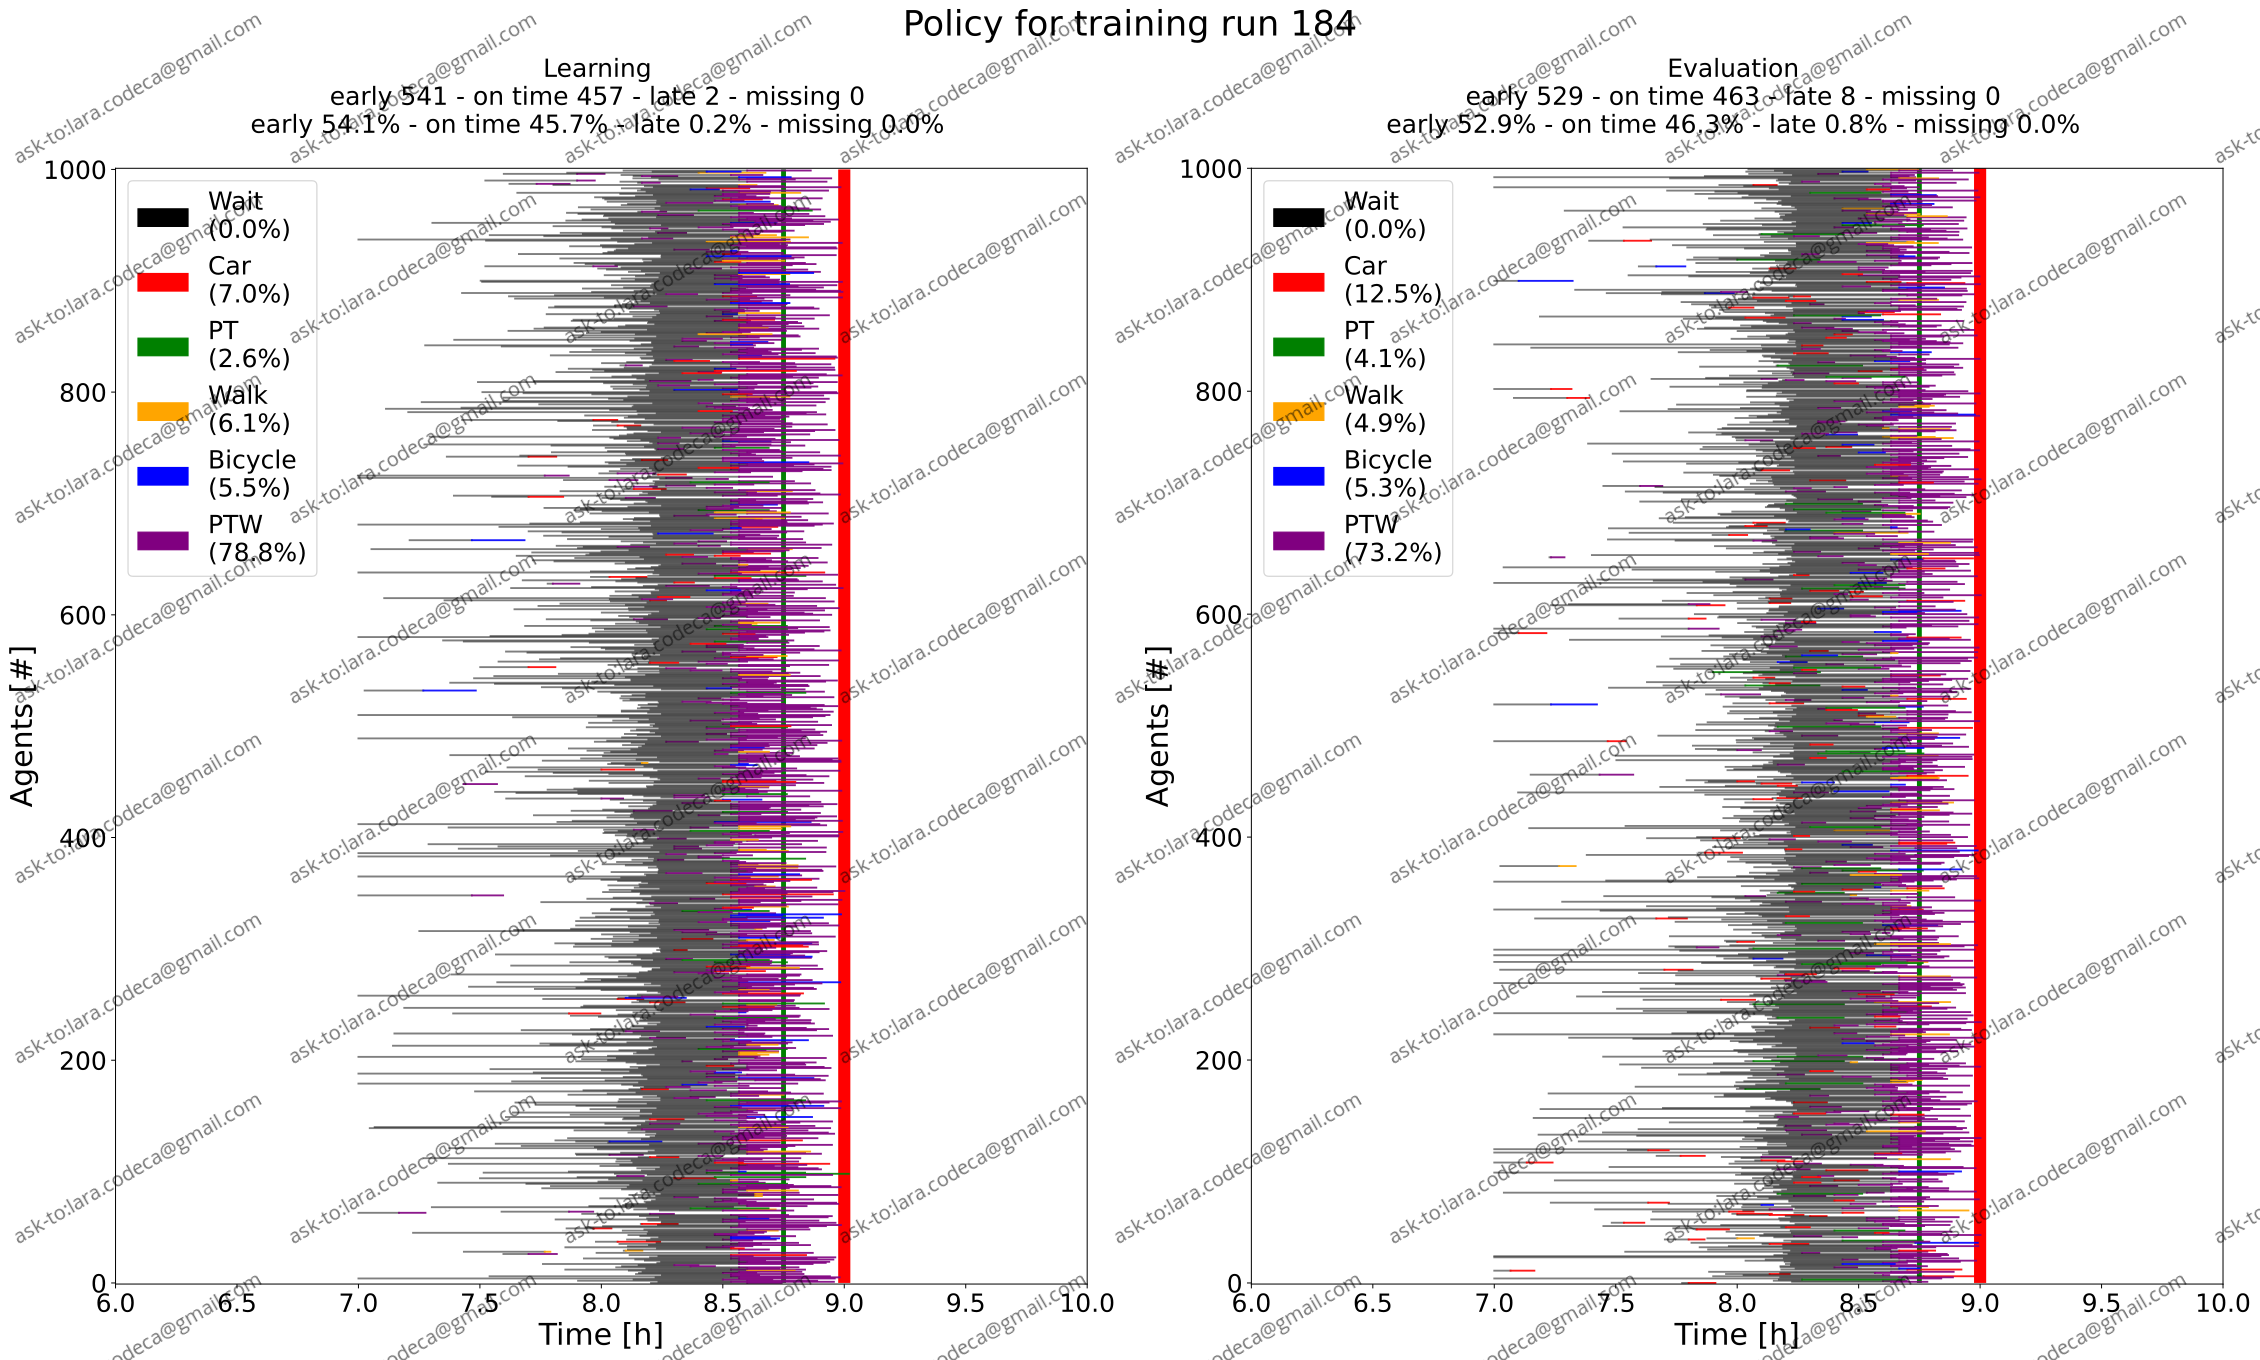 Policy for training run 184
Learning
early 541 - on time 457 - late 2 - missing 0
early 54.1% - on time 45.7% - late 0.2% - missing 0.0%
Wait
(0.0%)
Car
(7.0%)
PT
(2.6%)
Walk
(6.1%)
Bicycle
(5.5%)
PTW
(78.8%)
1000
800
600
400
200
0
Agents [#]
6.0 6.5 7.0 7.5 8.0 8.5 9.0 9.5 10.0
Time [h]
Evaluation
early 529 - on time 463 - late 8 - missing 0
early 52.9% - on time 46.3% - late 0.8% - missing 0.0%
Wait
(0.0%)
Car
(12.5%)
PT
(4.1%)
Walk
(4.9%)
Bicycle
(5.3%)
PTW
(73.2%)
1000
800
600
400
200
0
Agents [#]
6.0 6.5 7.0 7.5 8.0 8.5 9.0 9.5 10.0
Time [h]
ask-to:lara.codeca@gmail.com